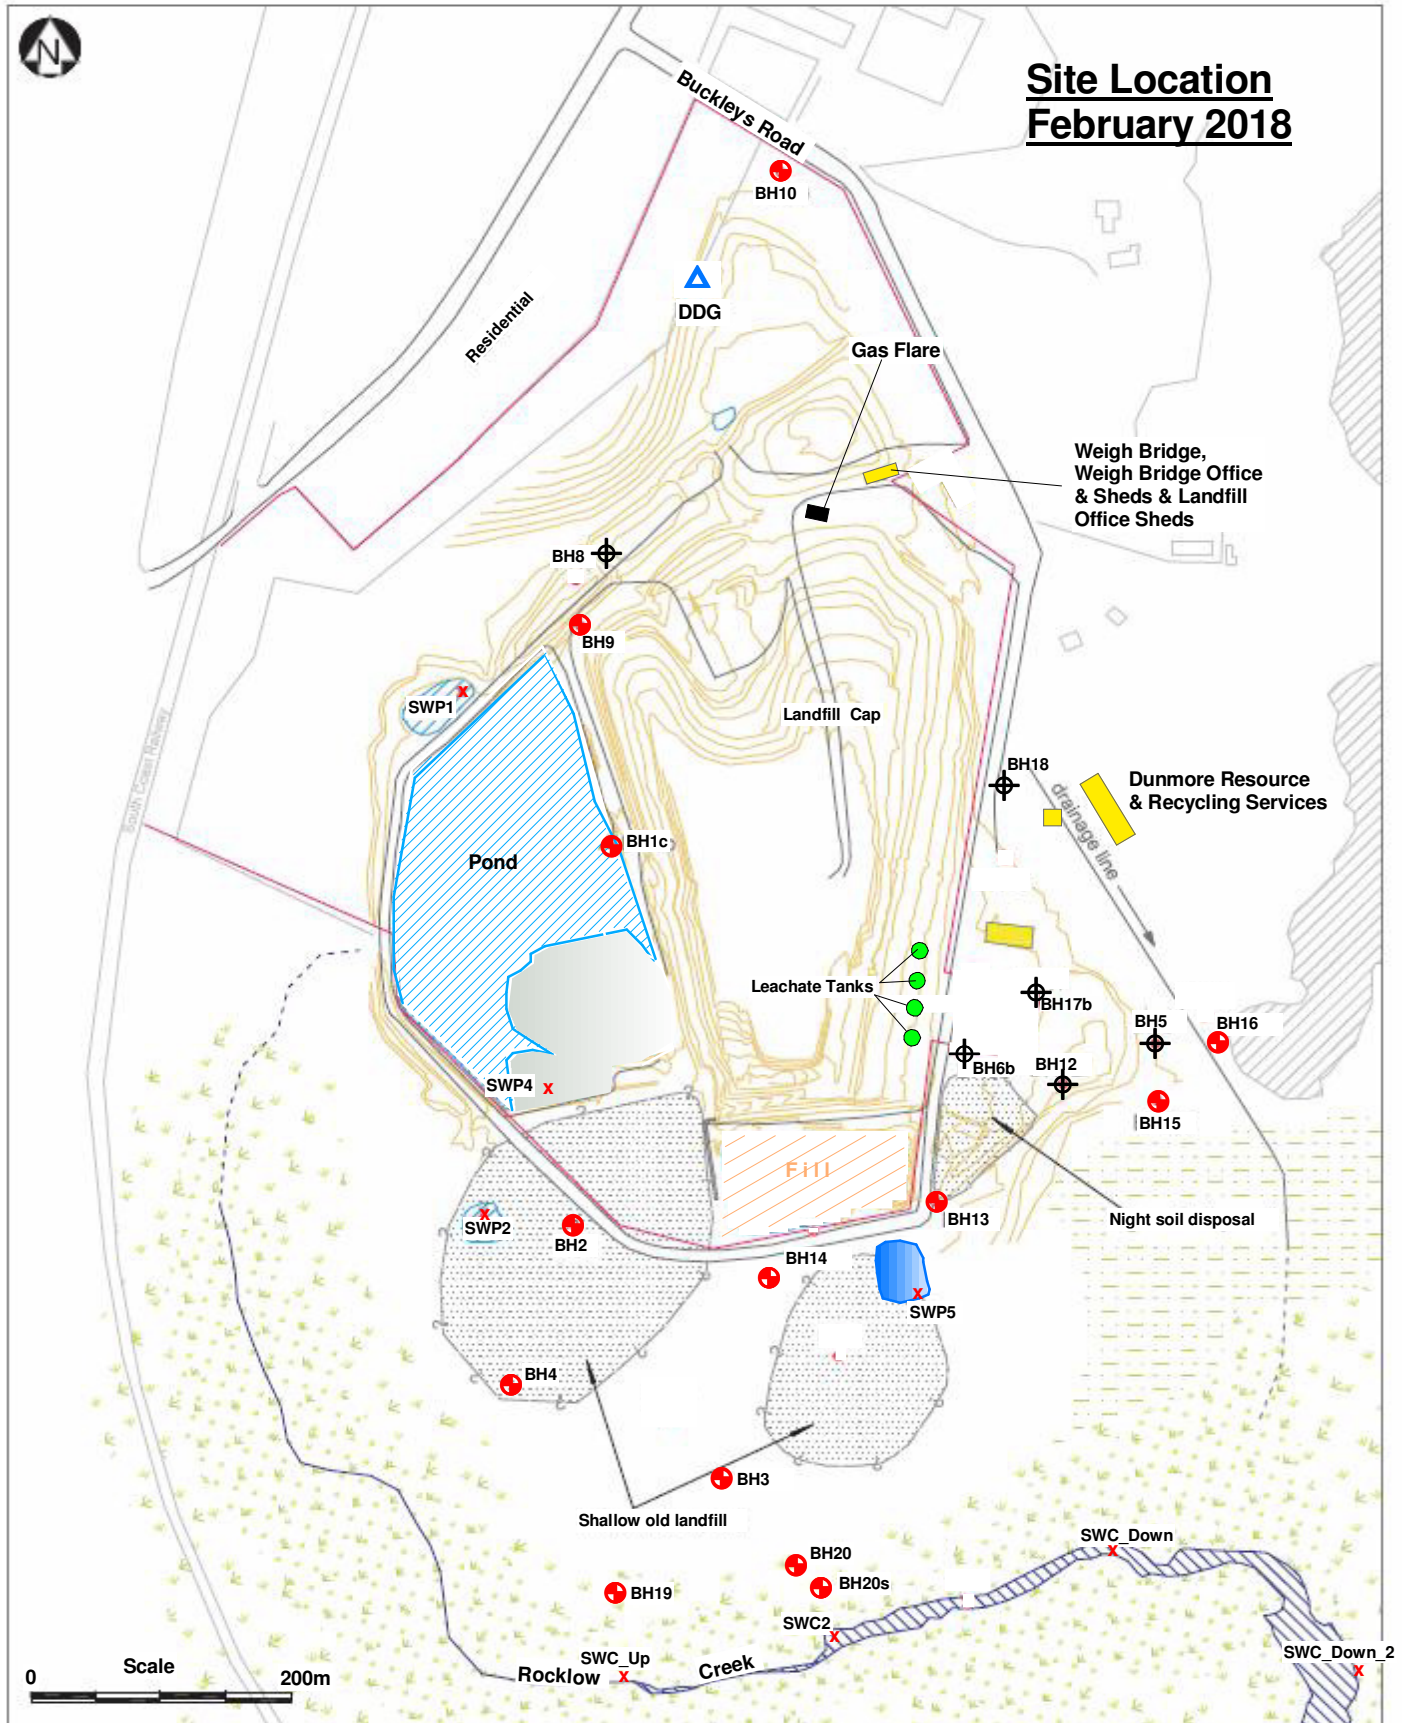 N
Site Location
February 2018
Buckleys Road
BH10
DDG
Residential
Gas Flare
Weigh Bridge,
Weigh Bridge Office
& Sheds & Landfill
Office Sheds
BH8
BH9
SWP1
Landfill Cap
South Coast Railway
BH18
Dunmore Resource
& Recycling Services
drainage line
BH1c
Pond
Leachate Tanks
BH17b
BH5
BH16
BH6b
BH12
SWP4
BH15
Fill
Night soil disposal
BH13
SWP2
BH2
BH14
SWP5
BH4
BH3
Shallow old landfill
SWC_Down
BH20
BH20s
BH19
SWC2
SWC_Up
SWC_Down_2
Rocklow Creek
0 Scale 200m